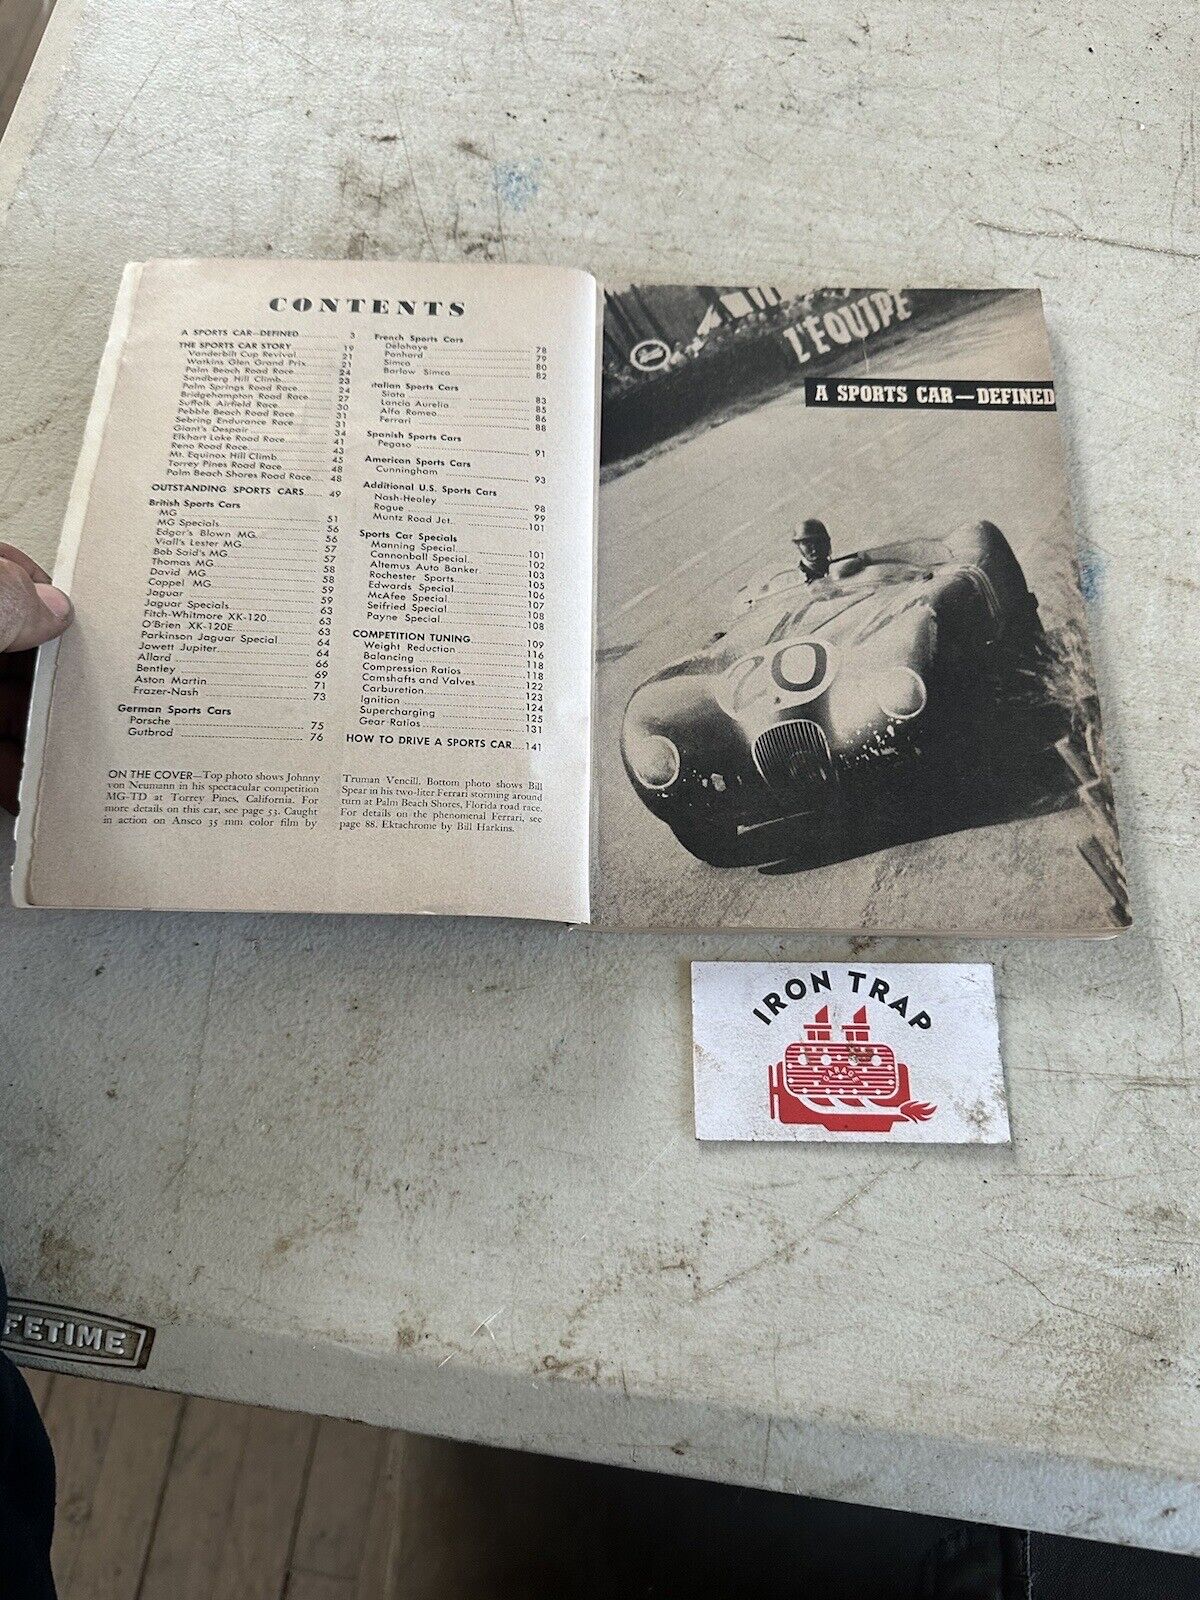 CONTENTS
A SPORTS CAR—DEFINED 3
THE SPORTS CAR STORY 19
Vanderbilt Cup Revival 21
Watkins Glen Grand Prix 21
Palm Beach Road Race 24
Sandberg Hill Climb 23
Palm Springs Road Race 24
Bridgehampton Road Race 27
Suffolk Airfield Race 30
Pebble Beach Road Race 31
Sebring Endurance Race 31
Giant's Despair 34
Elkhart Lake Road Race 41
Reno Road Race 43
Mt. Equinox Hill Climb 45
Torrey Pines Road Race 48
Palm Beach Shores Road Race 48
OUTSTANDING SPORTS CARS 49
British Sports Cars
MG 51
MG Specials 56
Edgar's Blown MG 56
Viall's Lester MG 57
Bob Said's MG 57
Thomas MG 58
David MG 58
Coppel MG 59
Jaguar 59
Jaguar Specials 63
Fitch-Whitmore XK-120 63
O'Brien XK-120E 64
Parkinson Jaguar Special 64
Jowett Jupiter 66
Allard 69
Bentley 71
Aston Martin 73
Frazer-Nash
German Sports Cars
Porsche 75
Gutbrod 76
French Sports Cars
Delahaye 78
Panhard 79
Simca 80
Barlow Simca 82
Italian Sports Cars
Siata 83
Lancia Aurelia 85
Alfa Romeo 86
Ferrari 88
Spanish Sports Cars
Pegaso 91
American Sports Cars
Cunningham 93
Additional U.S. Sports Cars
Nash-Healey 98
Rogue 99
Muntz Road Jet 101
Sports Car Specials
Manning Special 101
Cannonball Special 102
Altemus Auto Banker 103
Rochester Sports 105
Edwards Special 106
McAfee Special 107
Seifried Special 108
Payne Special 108
COMPETITION TUNING 109
Weight Reduction 116
Balancing 118
Compression Ratios 118
Camshafts and Valves 122
Carburetion 123
Ignition 124
Supercharging 125
Gear Ratios 131
HOW TO DRIVE A SPORTS CAR 141
ON THE COVER—Top photo shows Johnny
von Neumann in his spectacular competition
MG-TD at Torrey Pines, California. For
more details on this car, see page 53. Caught
in action on Ansco 35 mm color film by
Truman Vencill. Bottom photo shows Bill
Spear in his two-liter Ferrari storming around
turn at Palm Beach Shores, Florida road race.
For details on the phenomenal Ferrari, see
page 88. Ektachrome by Bill Harkins.
L'EQUIPE
A SPORTS CAR—DEFINED
20
IRON TRAP
GARAGE
FETIME